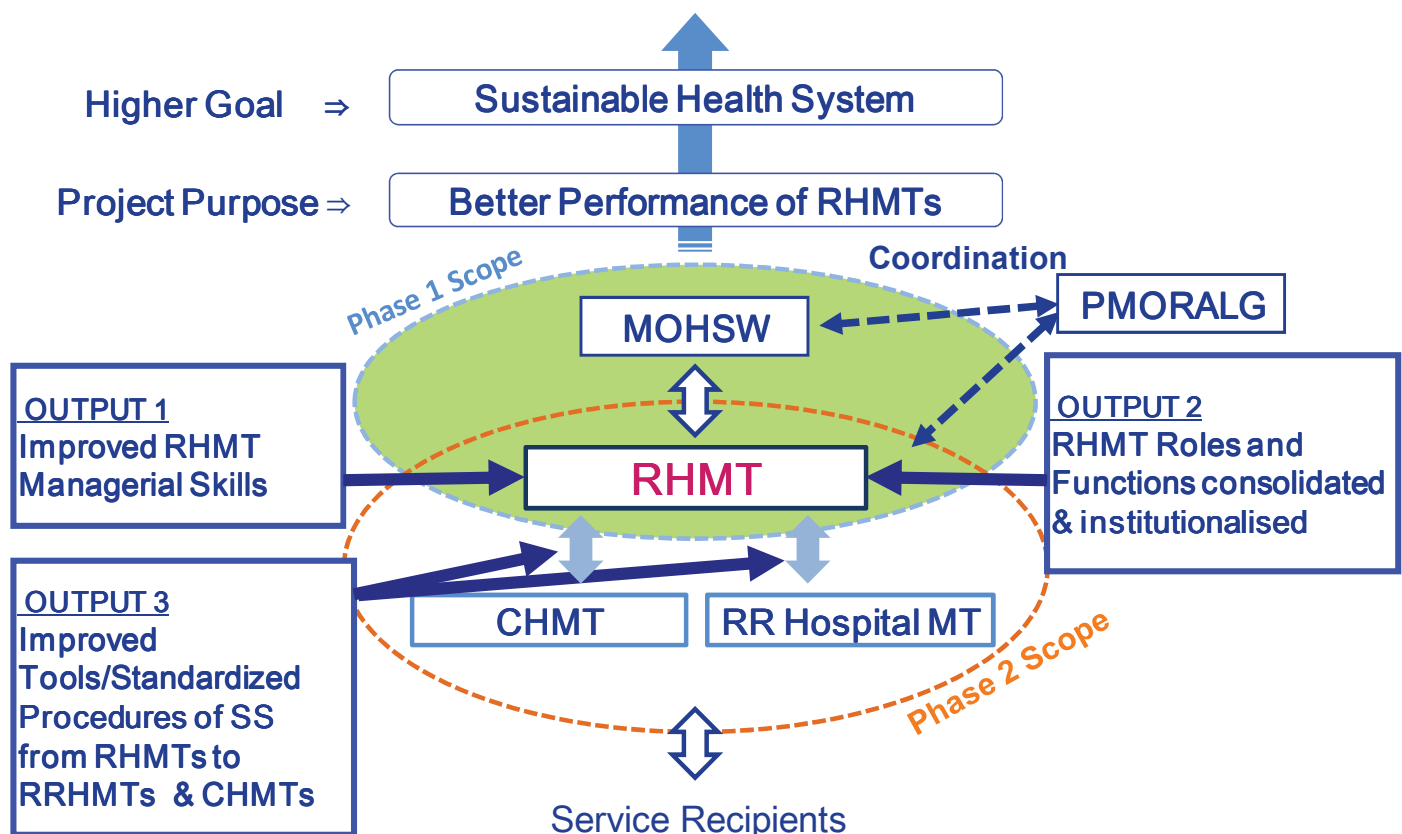 Higher Goal ⇒
Sustainable Health System
Project Purpose ⇒
Better Performance of RHMTs
Phase 1 Scope
Coordination
MOHSW
PMORALG
OUTPUT 1
Improved RHMT
Managerial Skills
RHMT
OUTPUT 2
RHMT Roles and
Functions consolidated
& institutionalised
OUTPUT 3
Improved
Tools/Standardized
Procedures of SS
from RHMTs to
RRHMTs & CHMTs
CHMT
RR Hospital MT
Phase 2 Scope
Service Recipients